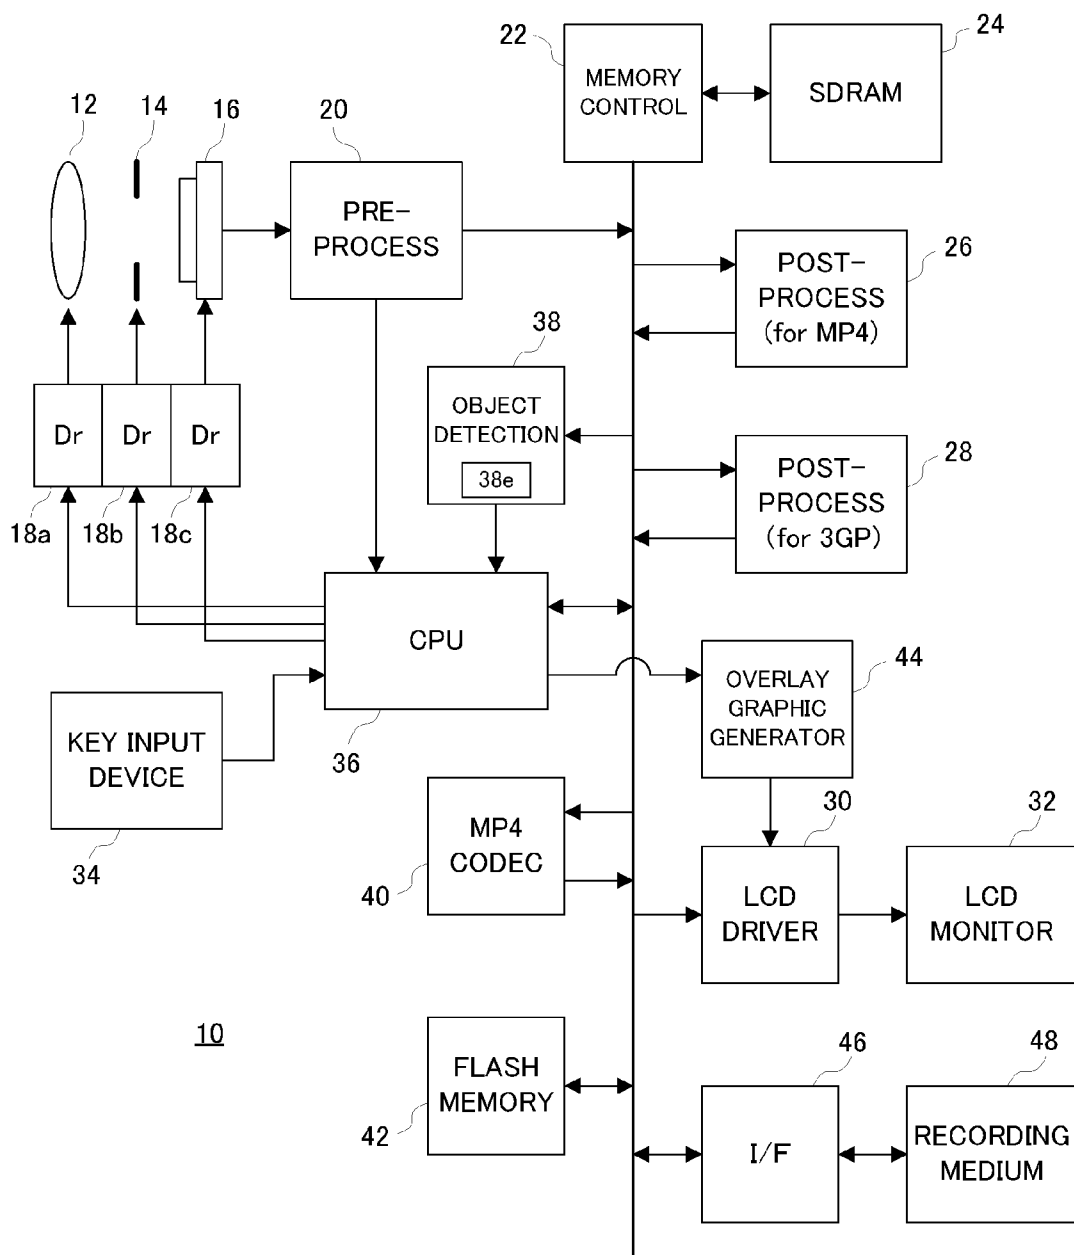 22
24
MEMORY
CONTROL
SDRAM
12
14
16
20
PRE-
PROCESS
POST-
PROCESS
(for MP4)
26
38
OBJECT
DETECTION
38e
Dr
Dr
Dr
18a
18b
18c
POST-
PROCESS
(for 3GP)
28
CPU
36
OVERLAY
GRAPHIC
GENERATOR
44
KEY INPUT
DEVICE
34
MP4
CODEC
40
30
32
LCD
DRIVER
LCD
MONITOR
10
FLASH
MEMORY
42
46
48
I/F
RECORDING
MEDIUM